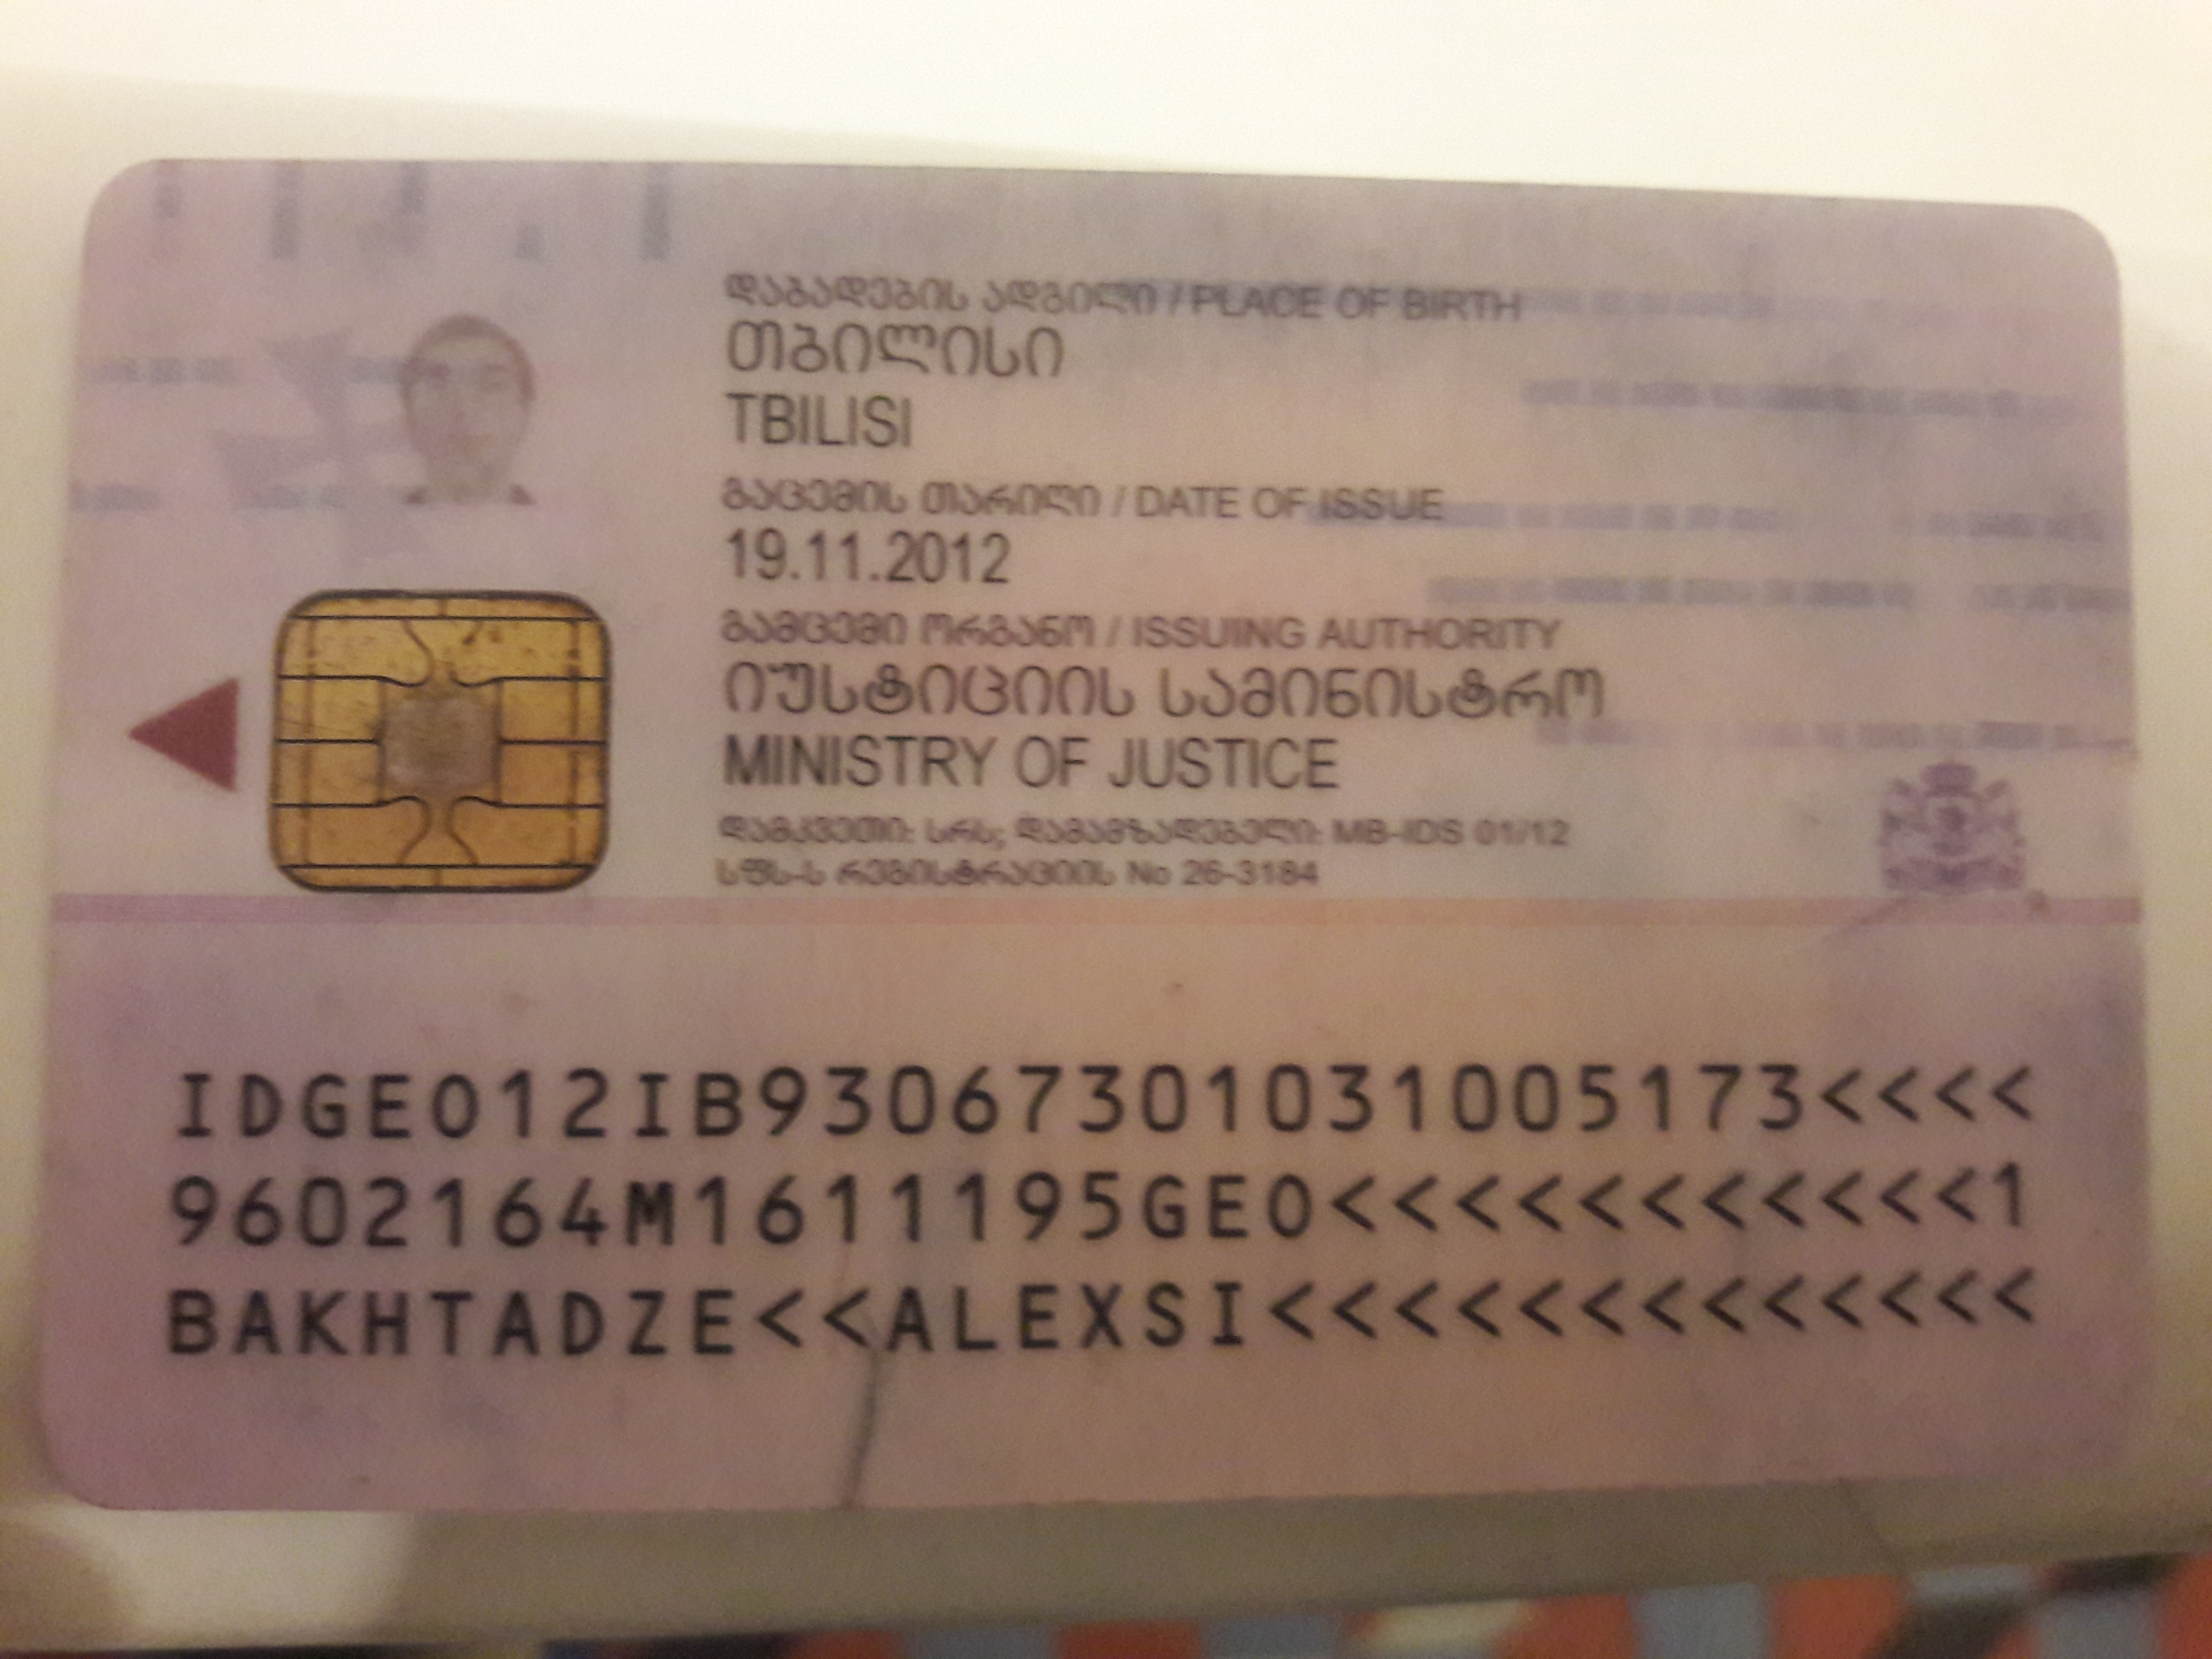 დაბადების ადგილი / PLACE OF BIRTH
თბილისი
TBILISI
გაცემის თარიღი / DATE OF ISSUE
19.11.2012
გამცემი ორგანო / ISSUING AUTHORITY
იუსტიციის სამინისტრო
MINISTRY OF JUSTICE
დამკვეთი: სრს; დამამზადებელი: MB-IDS 01/12
სფს-ს რეგისტრაციის No 26-3184
IDGEO12IB93067301031005173<<<<
9602164M1611195GEO<<<<<<<<<<<1
BAKHTADZE<<ALEXSI<<<<<<<<<<<<<